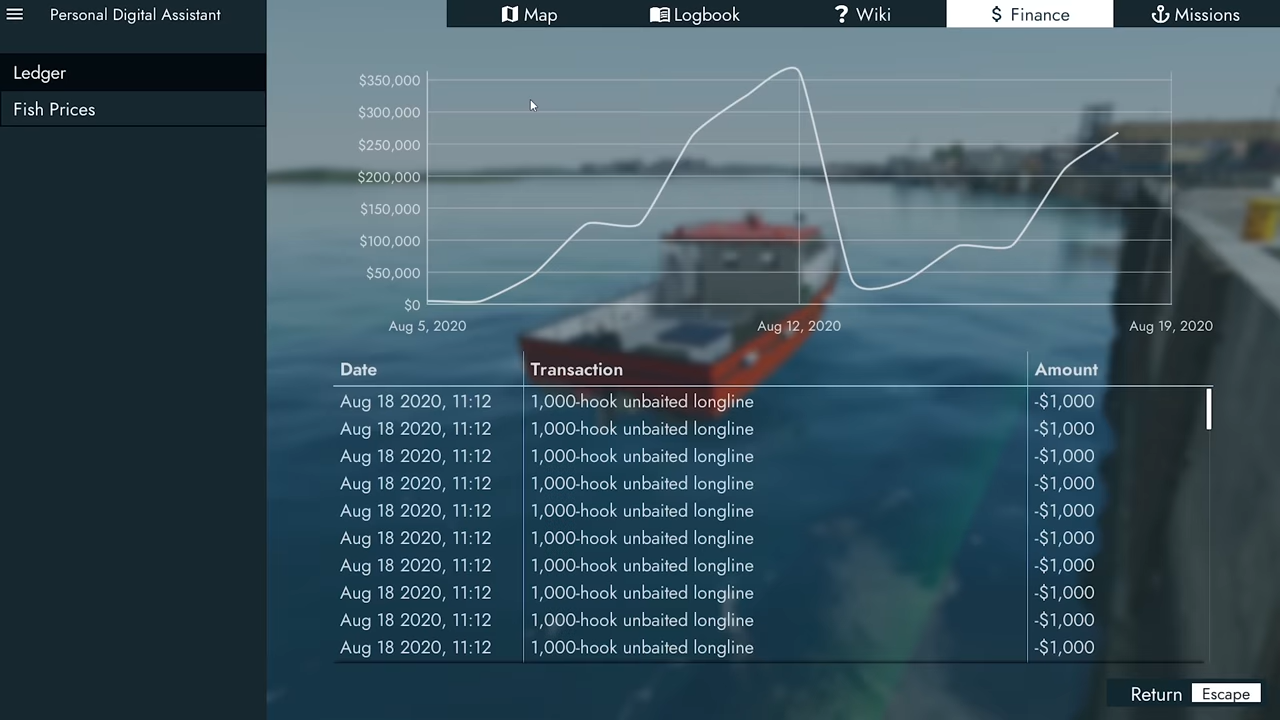 Personal Digital Assistant
Map
Logbook
? Wiki
$ Finance
Missions
Ledger
Fish Prices
$350,000
$300,000
$250,000
$200,000
$150,000
$100,000
$50,000
$0
Aug 5, 2020 Aug 12, 2020 Aug 19, 2020
Date Transaction Amount
Aug 18 2020, 11:12 1,000-hook unbaited longline -$1,000
Aug 18 2020, 11:12 1,000-hook unbaited longline -$1,000
Aug 18 2020, 11:12 1,000-hook unbaited longline -$1,000
Aug 18 2020, 11:12 1,000-hook unbaited longline -$1,000
Aug 18 2020, 11:12 1,000-hook unbaited longline -$1,000
Aug 18 2020, 11:12 1,000-hook unbaited longline -$1,000
Aug 18 2020, 11:12 1,000-hook unbaited longline -$1,000
Aug 18 2020, 11:12 1,000-hook unbaited longline -$1,000
Aug 18 2020, 11:12 1,000-hook unbaited longline -$1,000
Aug 18 2020, 11:12 1,000-hook unbaited longline -$1,000
Return Escape